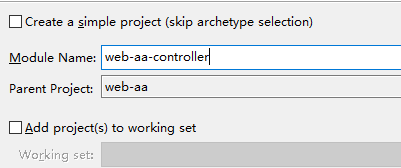 Create a simple project (skip archetype selection)
Module Name: web-aa-controller
Parent Project: web-aa
Add project(s) to working set
Working set: